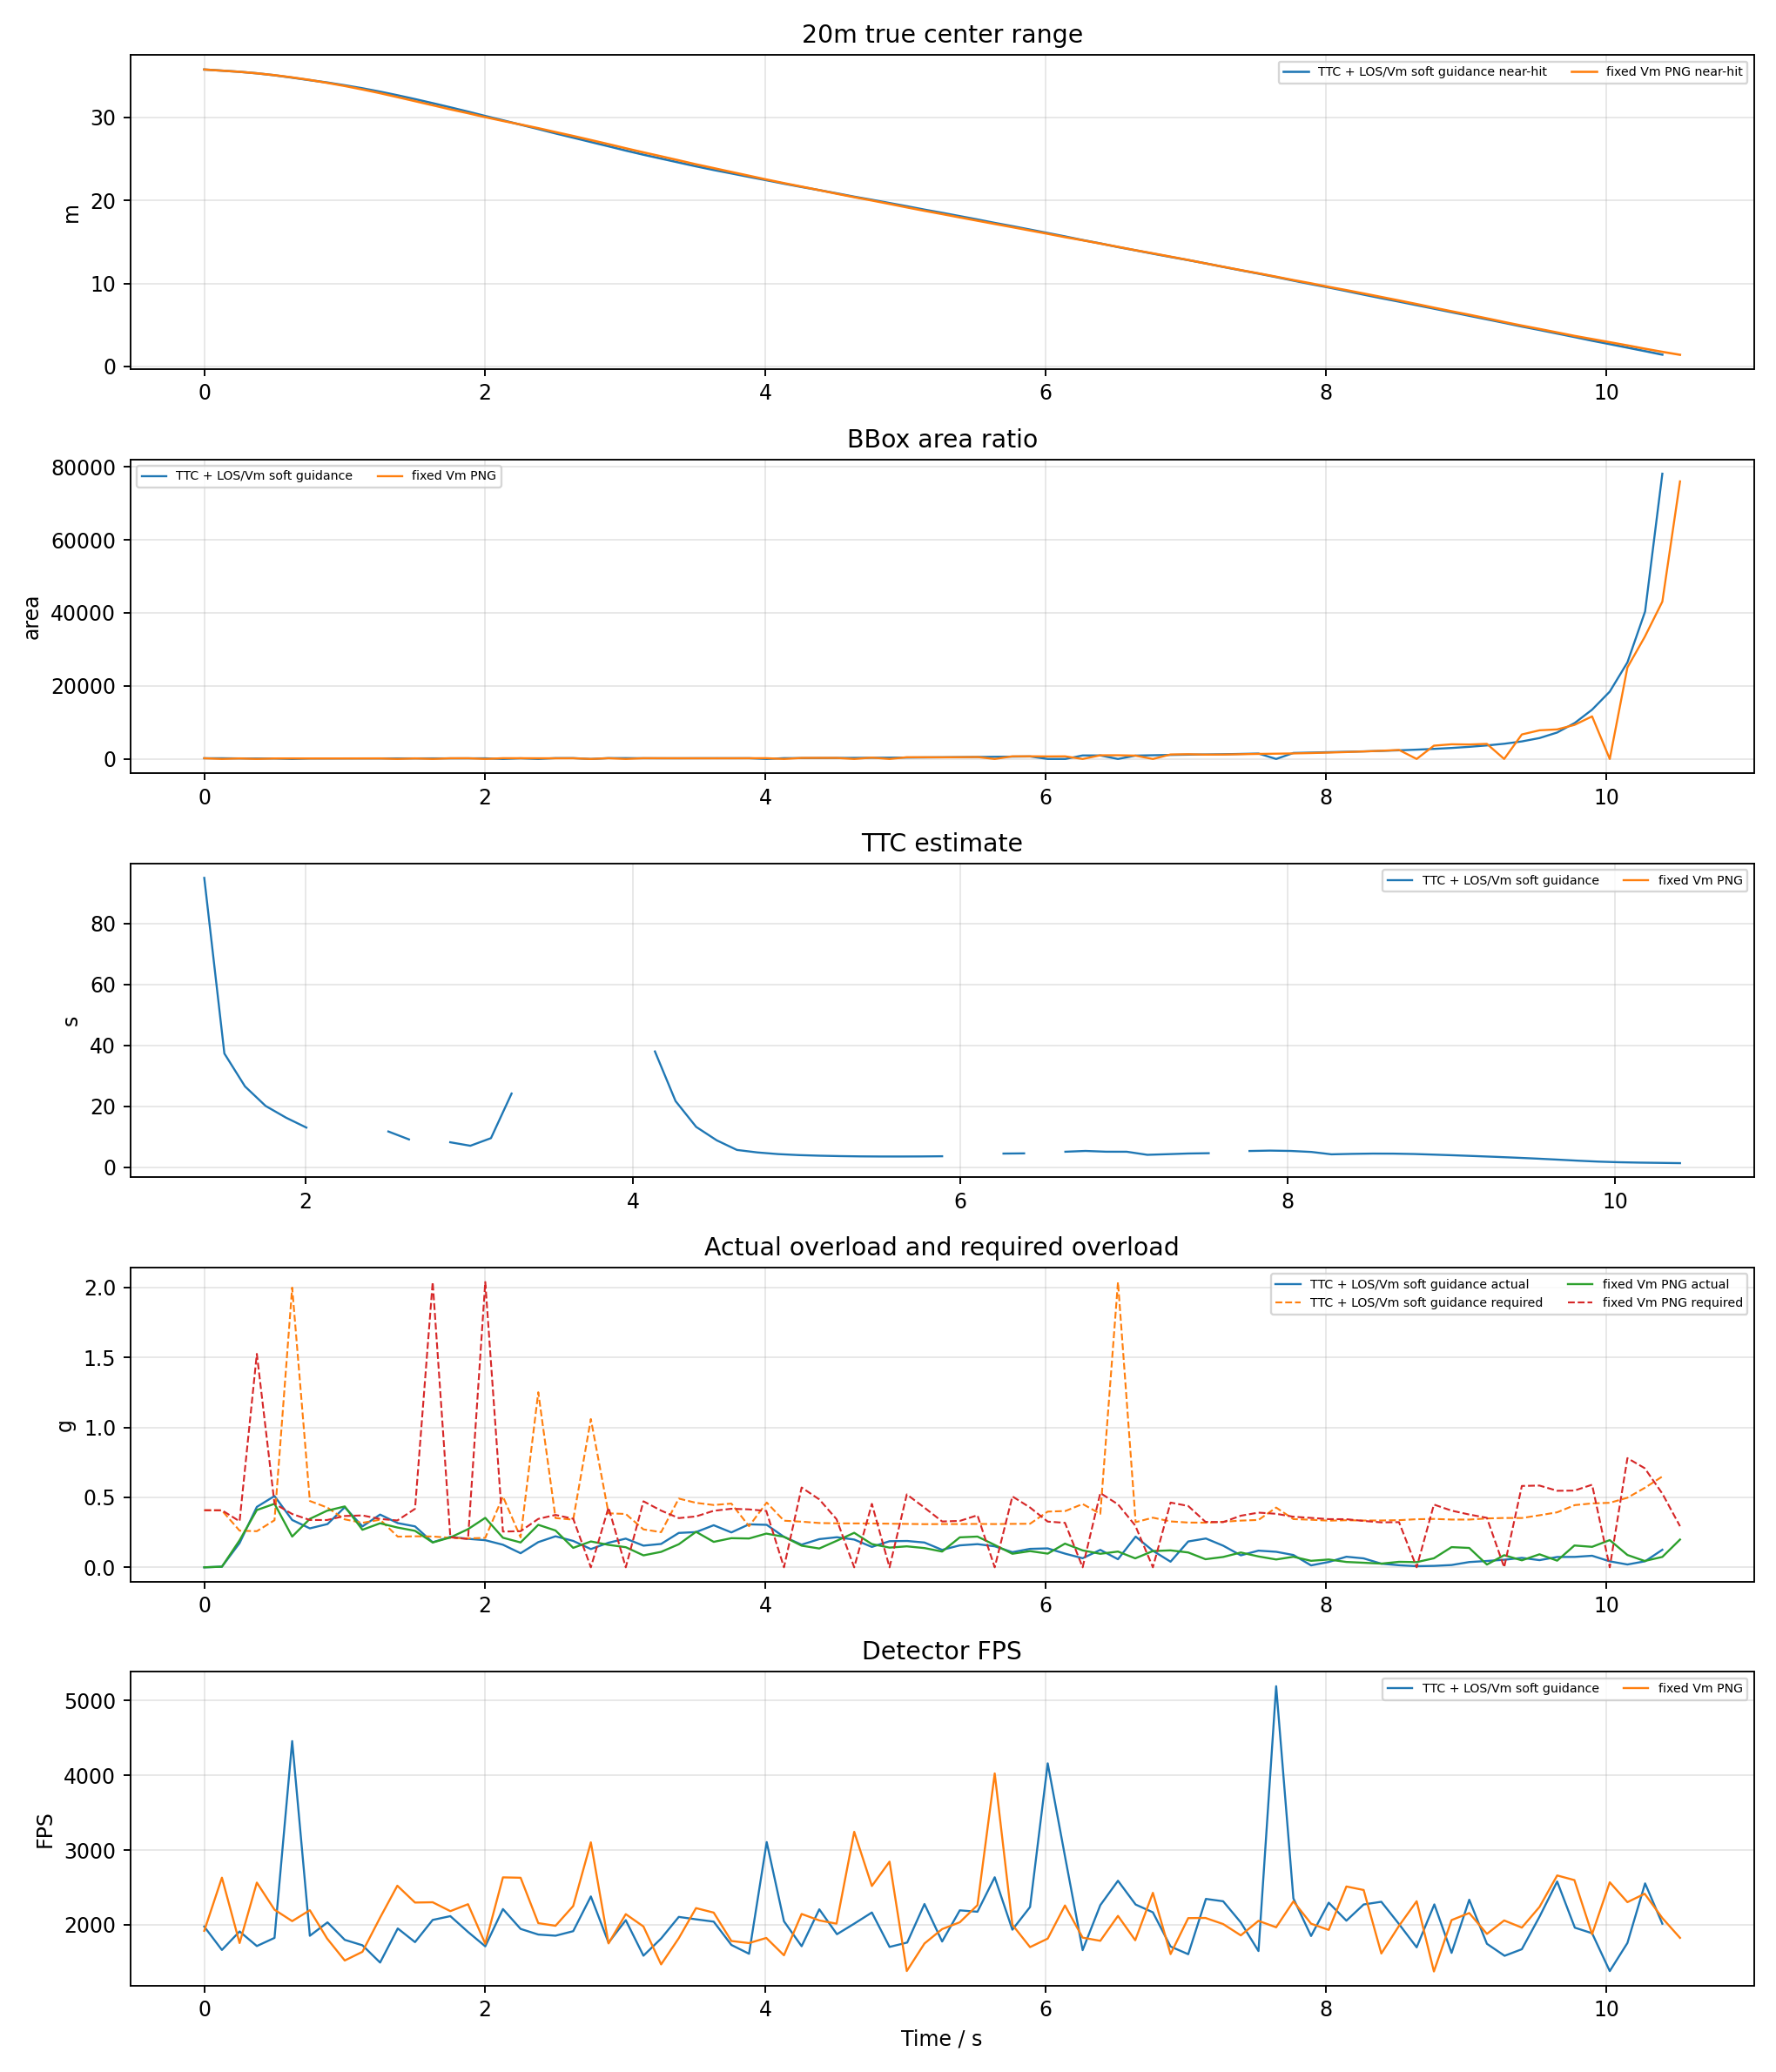 20m true center range
TTC + LOS/Vm soft guidance near-hit fixed Vm PNG near-hit
m
30
20
10
0
0 2 4 6 8 10
BBox area ratio
TTC + LOS/Vm soft guidance fixed Vm PNG
area
80000
60000
40000
20000
0
0 2 4 6 8 10
TTC estimate
TTC + LOS/Vm soft guidance fixed Vm PNG
s
80
60
40
20
0
2 4 6 8 10
Actual overload and required overload
TTC + LOS/Vm soft guidance actual fixed Vm PNG actual
TTC + LOS/Vm soft guidance required fixed Vm PNG required
g
2.0
1.5
1.0
0.5
0.0
0 2 4 6 8 10
Detector FPS
TTC + LOS/Vm soft guidance fixed Vm PNG
FPS
5000
4000
3000
2000
0 2 4 6 8 10
Time / s